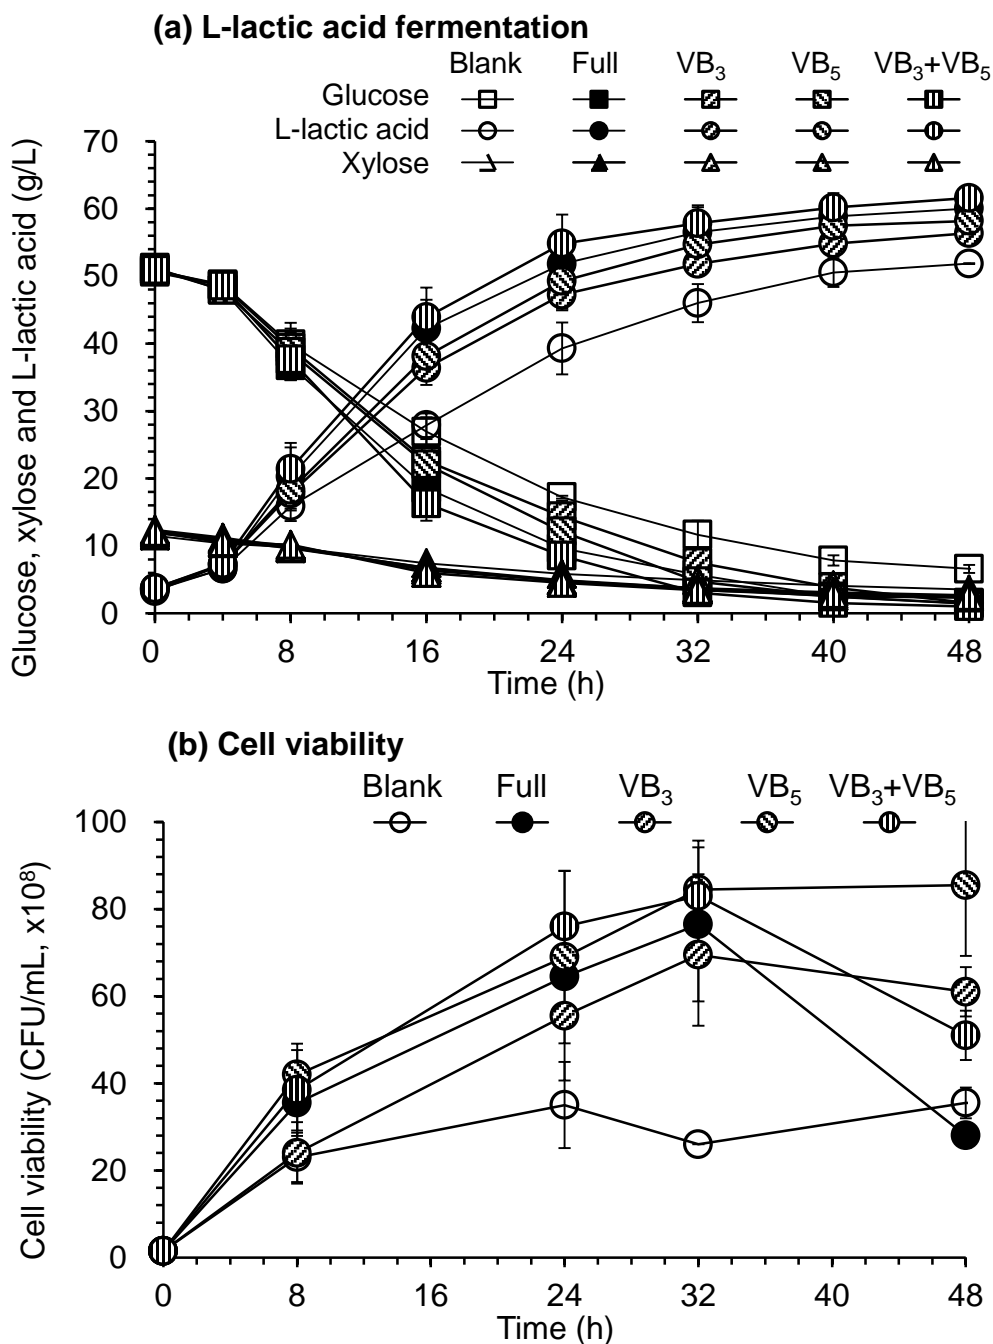 (a) L-lactic acid fermentation
Blank Full VB₃ VB₅ VB₃+VB₅
Glucose
L-lactic acid
Xylose
Glucose, xylose and L-lactic acid (g/L)
70
60
50
40
30
20
10
0
0 8 16 24 32 40 48
Time (h)
(b) Cell viability
Blank Full VB₃ VB₅ VB₃+VB₅
Cell viability (CFU/mL, x10⁸)
100
80
60
40
20
0
0 8 16 24 32 40 48
Time (h)